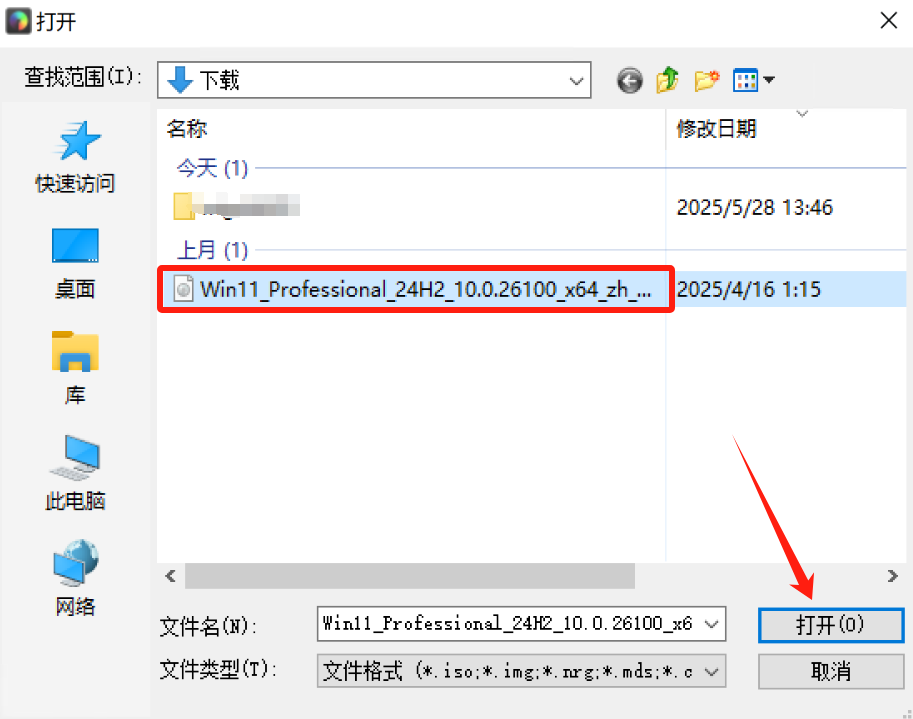 打开
查找范围(I):
下载
名称
修改日期
快速访问
今天 (1)
2025/5/28 13:46
上月 (1)
桌面
Win11_Professional_24H2_10.0.26100_x64_zh_...
2025/4/16 1:15
库
此电脑
网络
文件名(N):
Win11_Professional_24H2_10.0.26100_x6
打开(O)
文件类型(T):
文件格式 (*.iso;*.img;*.nrg;*.mds;*.c
取消